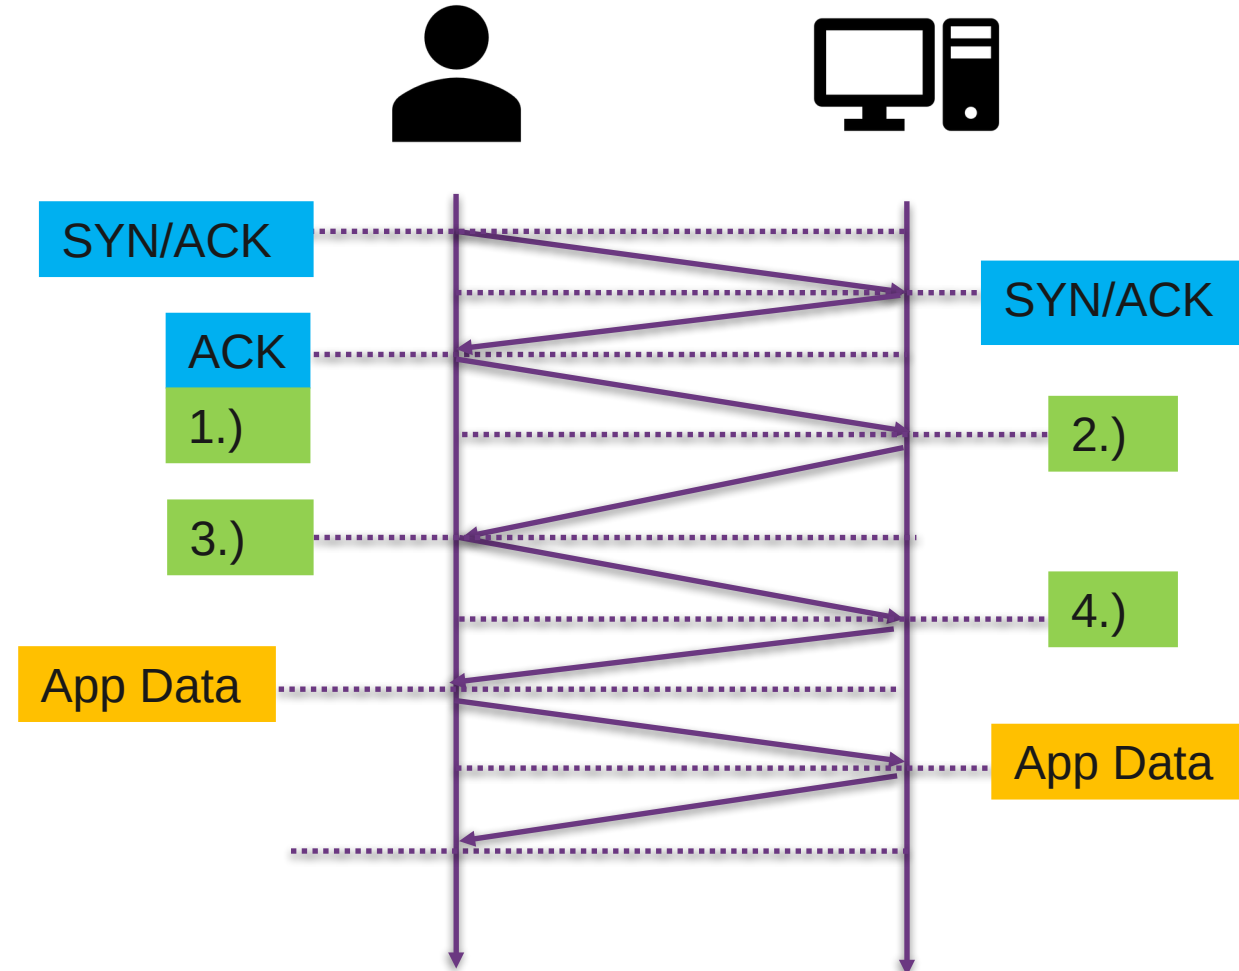 SYN/ACK
SYN/ACK
ACK
1.)
2.)
3.)
4.)
App Data
App Data